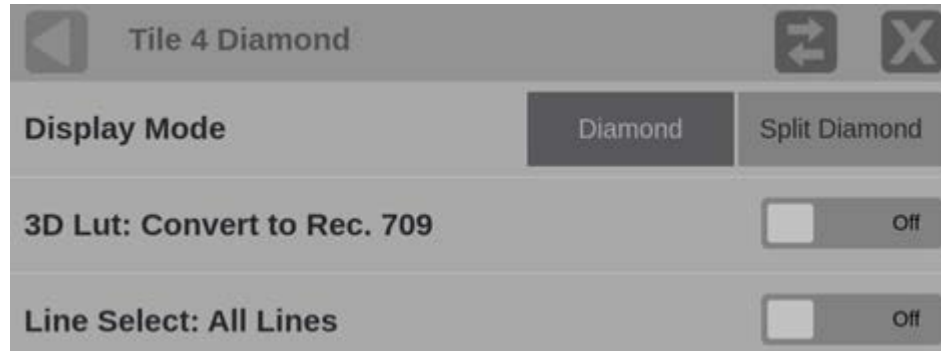 Tile 4 Diamond
Display Mode Diamond Split Diamond
3D Lut: Convert to Rec. 709 Off
Line Select: All Lines Off